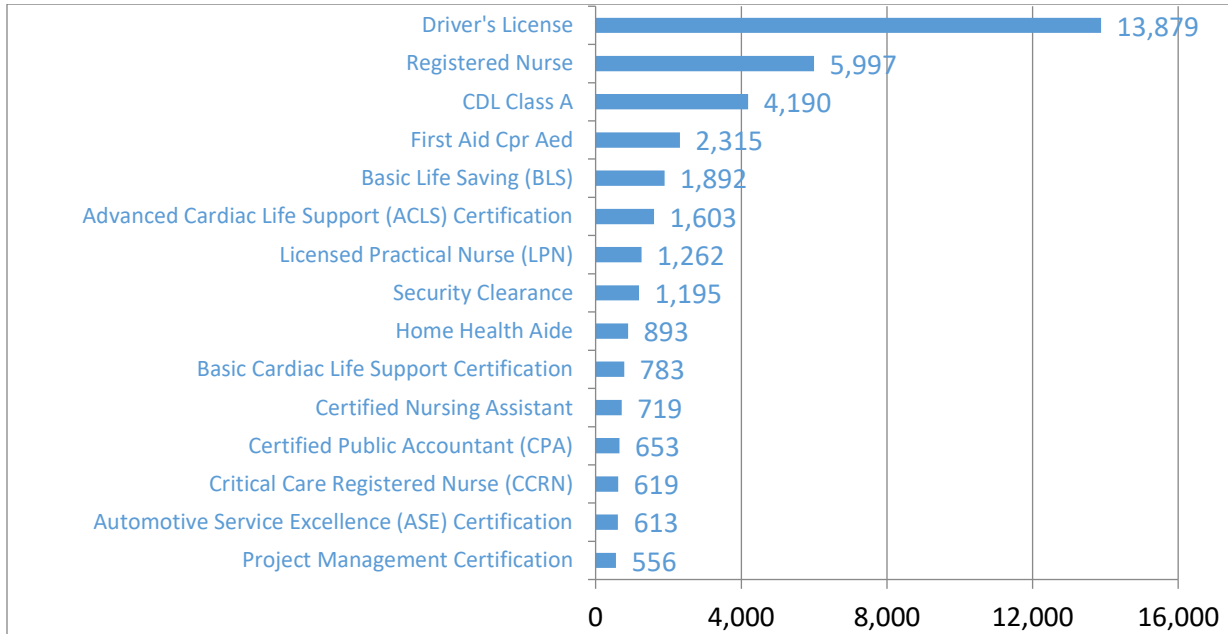 Driver's License 13,879
Registered Nurse 5,997
CDL Class A 4,190
First Aid Cpr Aed 2,315
Basic Life Saving (BLS) 1,892
Advanced Cardiac Life Support (ACLS) Certification 1,603
Licensed Practical Nurse (LPN) 1,262
Security Clearance 1,195
Home Health Aide 893
Basic Cardiac Life Support Certification 783
Certified Nursing Assistant 719
Certified Public Accountant (CPA) 653
Critical Care Registered Nurse (CCRN) 619
Automotive Service Excellence (ASE) Certification 613
Project Management Certification 556
0 4,000 8,000 12,000 16,000